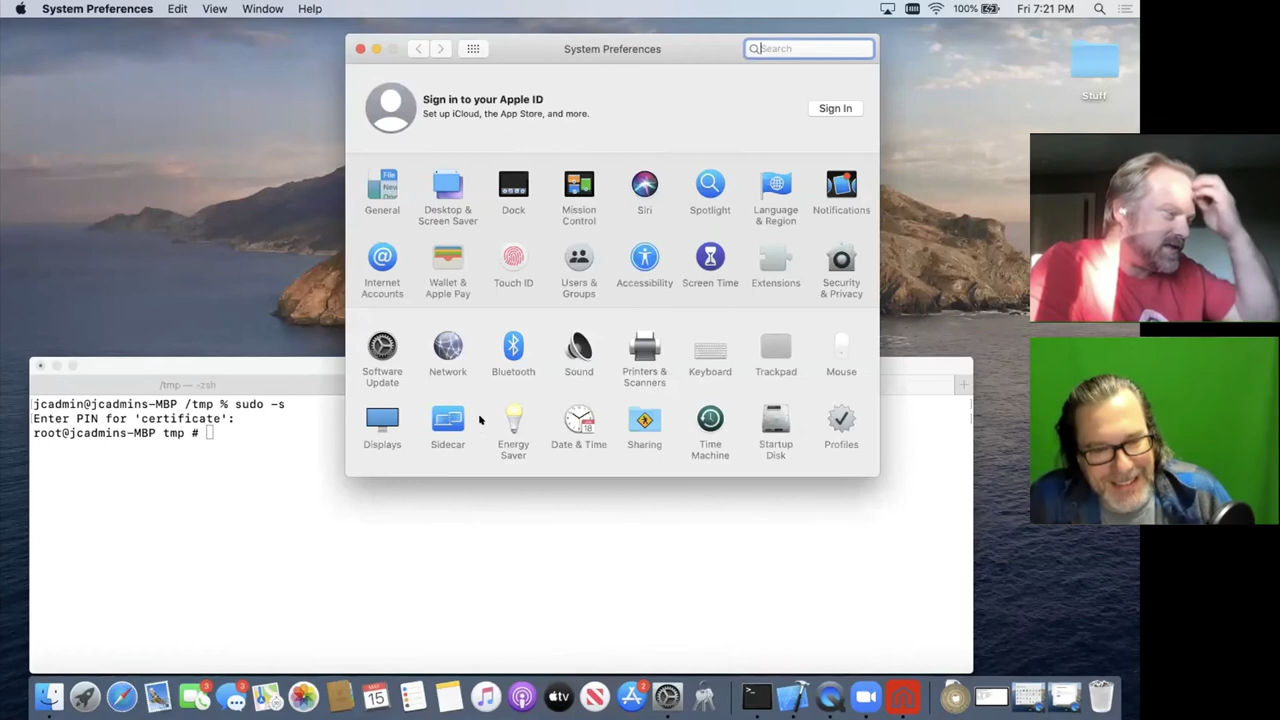 System Preferences Edit View Window Help 100% Fri 7:21 PM
System Preferences
Search
Stuff
Sign in to your Apple ID
Set up iCloud, the App Store, and more.
Sign In
General
Desktop &
Screen Saver
Dock
Mission
Control
Siri
Spotlight
Language
& Region
Notifications
Internet
Accounts
Wallet &
Apple Pay
Touch ID
Users &
Groups
Accessibility
Screen Time
Extensions
Security
& Privacy
Software
Update
Network
Bluetooth
Sound
Printers &
Scanners
Keyboard
Trackpad
Mouse
Displays
Sidecar
Energy
Saver
Date & Time
Sharing
Time
Machine
Startup
Disk
Profiles
/tmp — -zsh
jcadmin@jcadmins-MBP /tmp % sudo -s
Enter PIN for 'certificate':
root@jcadmins-MBP tmp #